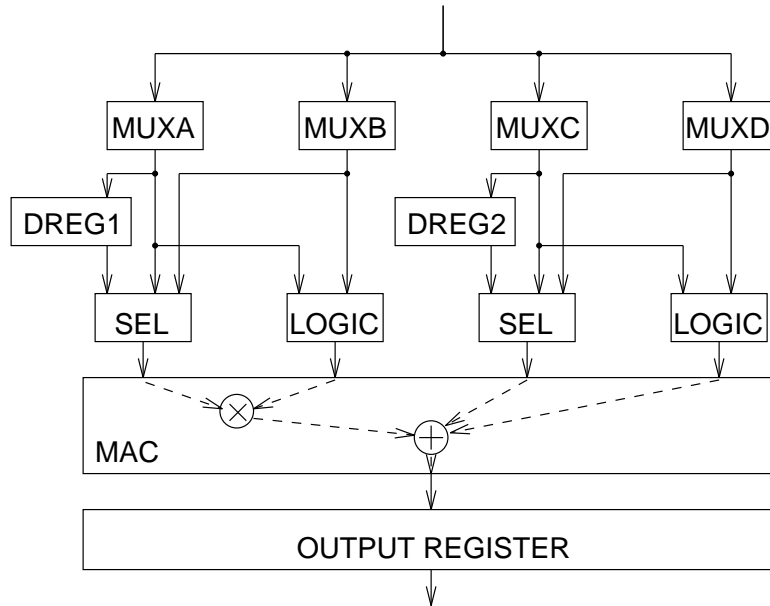 MUXA MUXB MUXC MUXD
DREG1 DREG2
SEL LOGIC SEL LOGIC
MAC
OUTPUT REGISTER